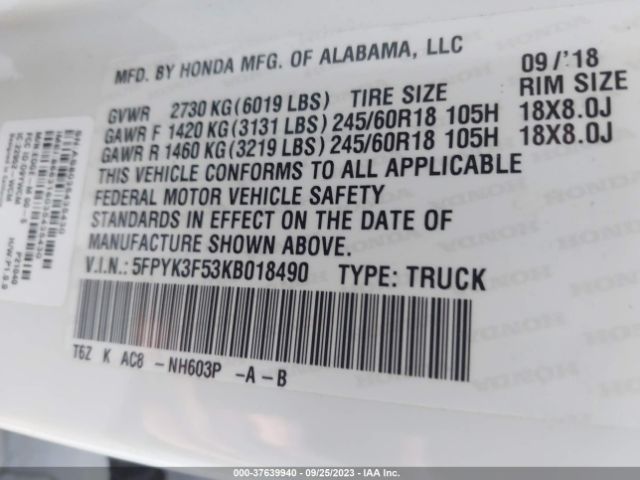 MFD. BY HONDA MFG. OF ALABAMA, LLC 09/'18
GVWR 2730 KG(6019 LBS) TIRE SIZE RIM SIZE
GAWR F 1420 KG(3131 LBS) 245/60R18 105H 18X8.0J
GAWR R 1460 KG(3219 LBS) 245/60R18 105H 18X8.0J
THIS VEHICLE CONFORMS TO ALL APPLICABLE
FEDERAL MOTOR VEHICLE SAFETY
STANDARDS IN EFFECT ON THE DATE OF
MANUFACTURE SHOWN ABOVE.
V.I.N.: 5FPYK3F53KB018490 TYPE: TRUCK
T6Z K AC8 - NH603P - A - B
000-37639940 - 09/25/2023 - IAAI.COM